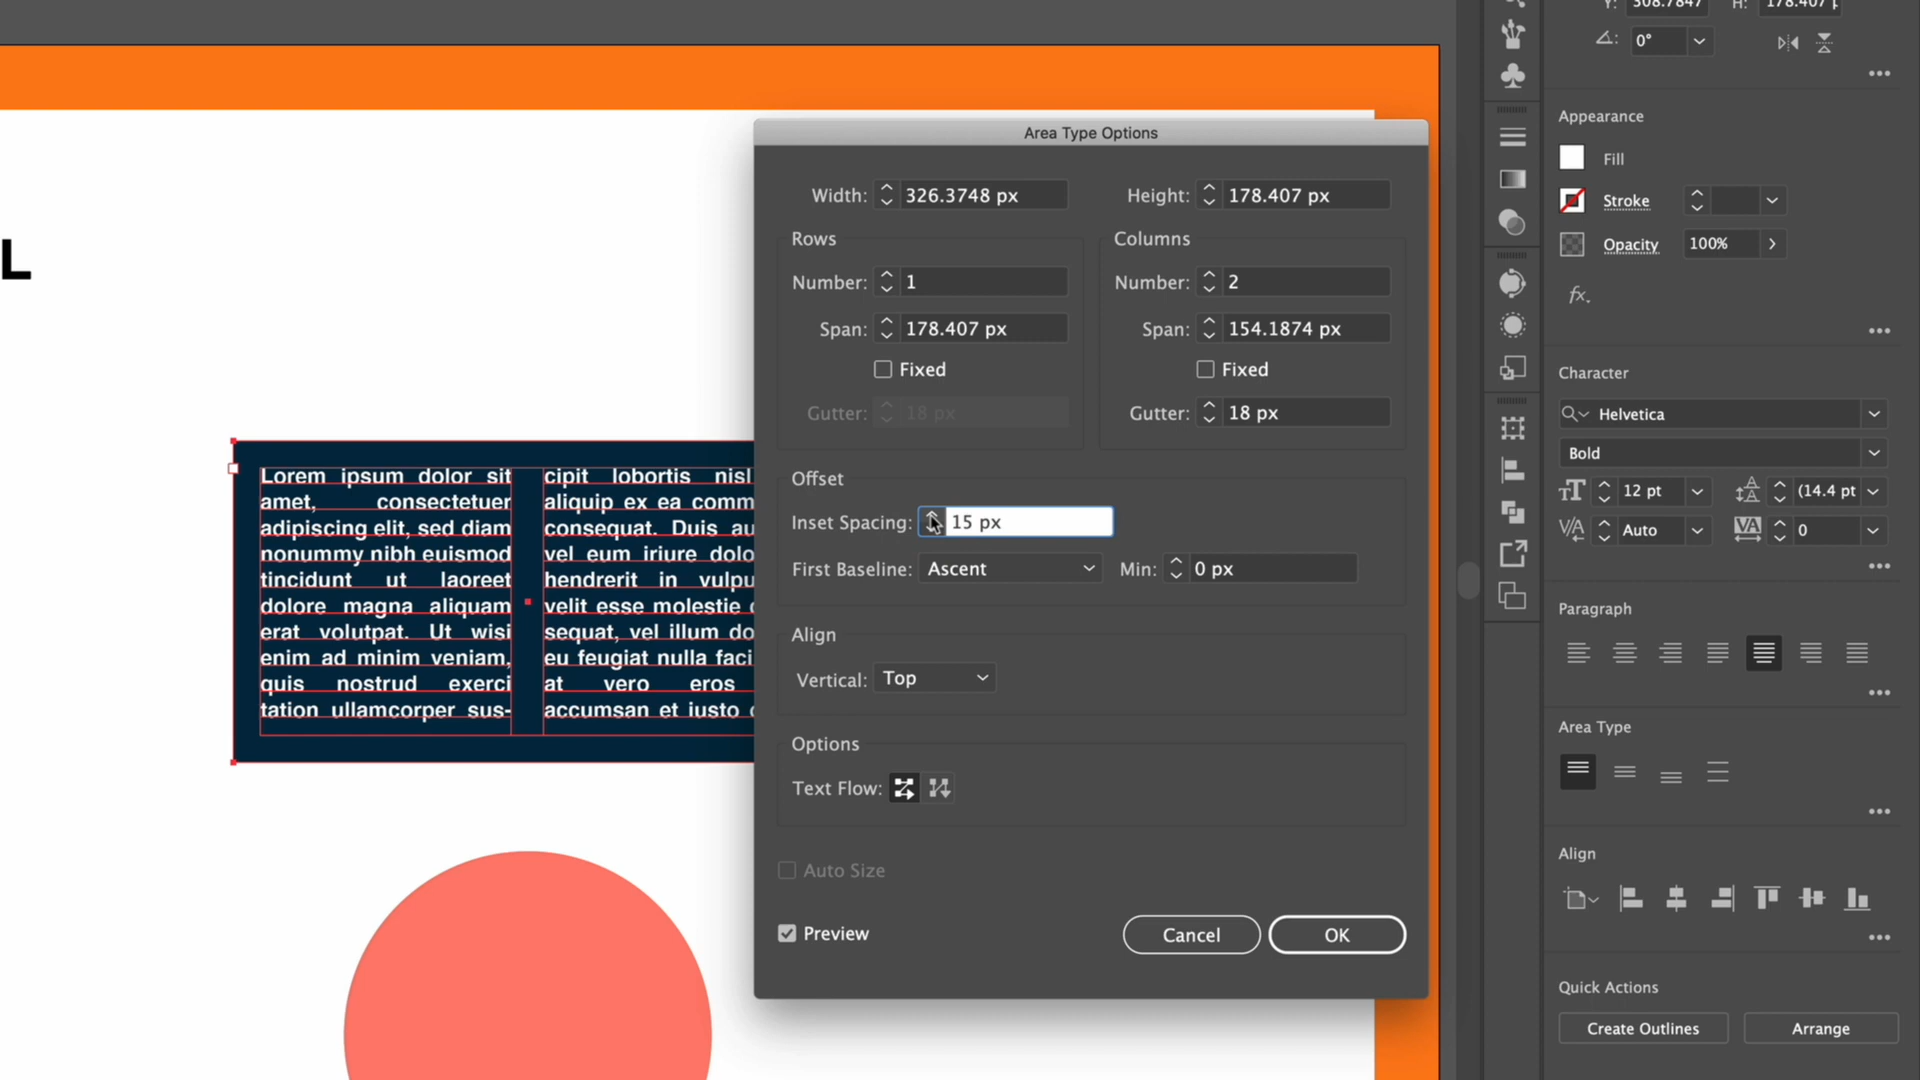 Y: 308.7847 H: 178.407 p
0°
Appearance
Fill
Stroke
Opacity 100%
fx.
Character
Helvetica
Bold
12 pt (14.4 pt
Auto 0
Paragraph
Area Type
Align
Quick Actions
Create Outlines Arrange
L
Area Type Options
Width: 326.3748 px Height: 178.407 px
Rows Columns
Number: 1 Number: 2
Span: 178.407 px Span: 154.1874 px
Fixed Fixed
Gutter: 18 px Gutter: 18 px
Offset
Inset Spacing: 15 px
First Baseline: Ascent Min: 0 px
Align
Vertical: Top
Options
Text Flow:
Auto Size
Preview Cancel OK
Lorem ipsum dolor sit
amet, consectetuer
adipiscing elit, sed diam
nonummy nibh euismod
tincidunt ut laoreet
dolore magna aliquam
erat volutpat. Ut wisi
enim ad minim veniam,
quis nostrud exerci
tation ullamcorper sus-
cipit lobortis nisl
aliquip ex ea comm
consequat. Duis au
vel eum iriure dolo
hendrerit in vulpu
velit esse molestie
sequat, vel illum do
eu feugiat nulla faci
at vero eros
accumsan et iusto